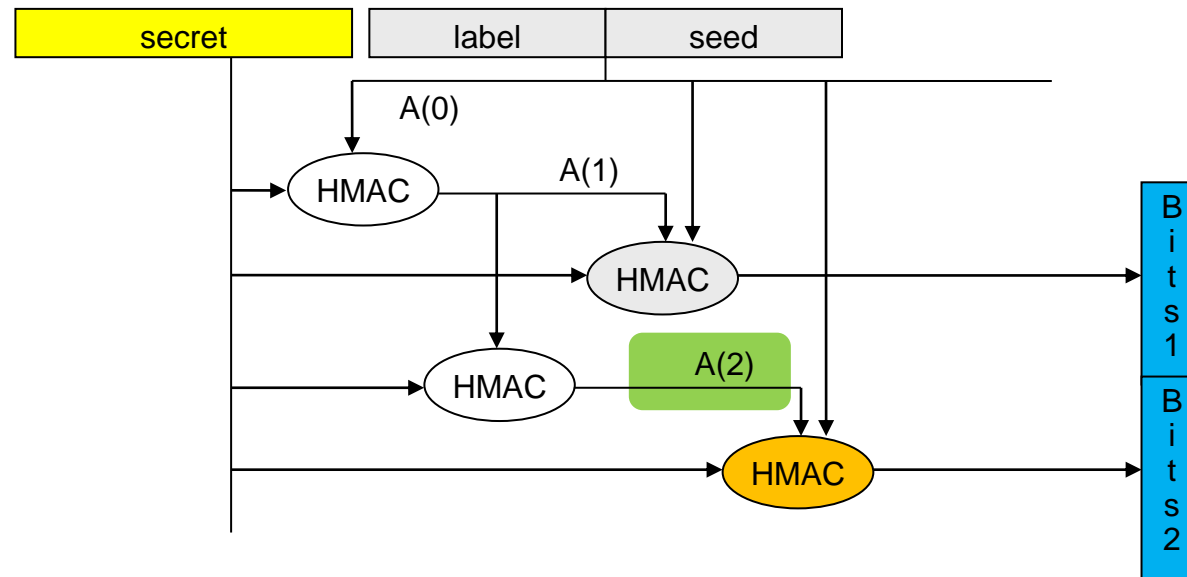 secret
label
seed
A(0)
HMAC
A(1)
HMAC
HMAC
A(2)
HMAC
B
i
t
s
1
B
i
t
s
2